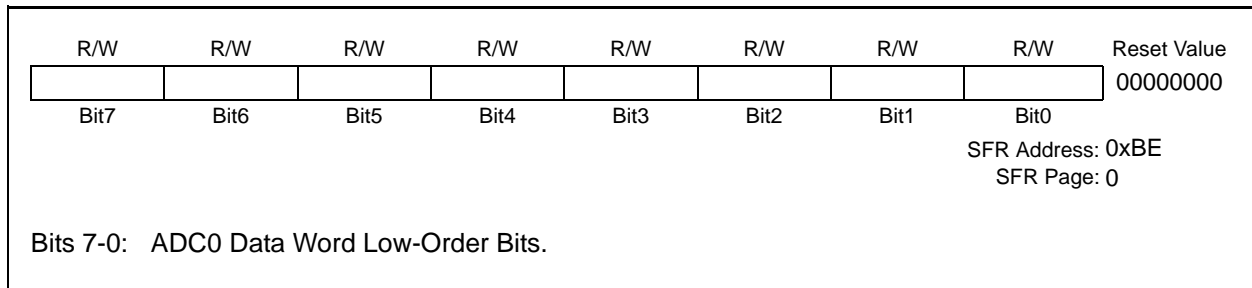 R/W R/W R/W R/W R/W R/W R/W R/W Reset Value
00000000
Bit7 Bit6 Bit5 Bit4 Bit3 Bit2 Bit1 Bit0
SFR Address: 0xBE
SFR Page: 0
Bits 7-0: ADC0 Data Word Low-Order Bits.